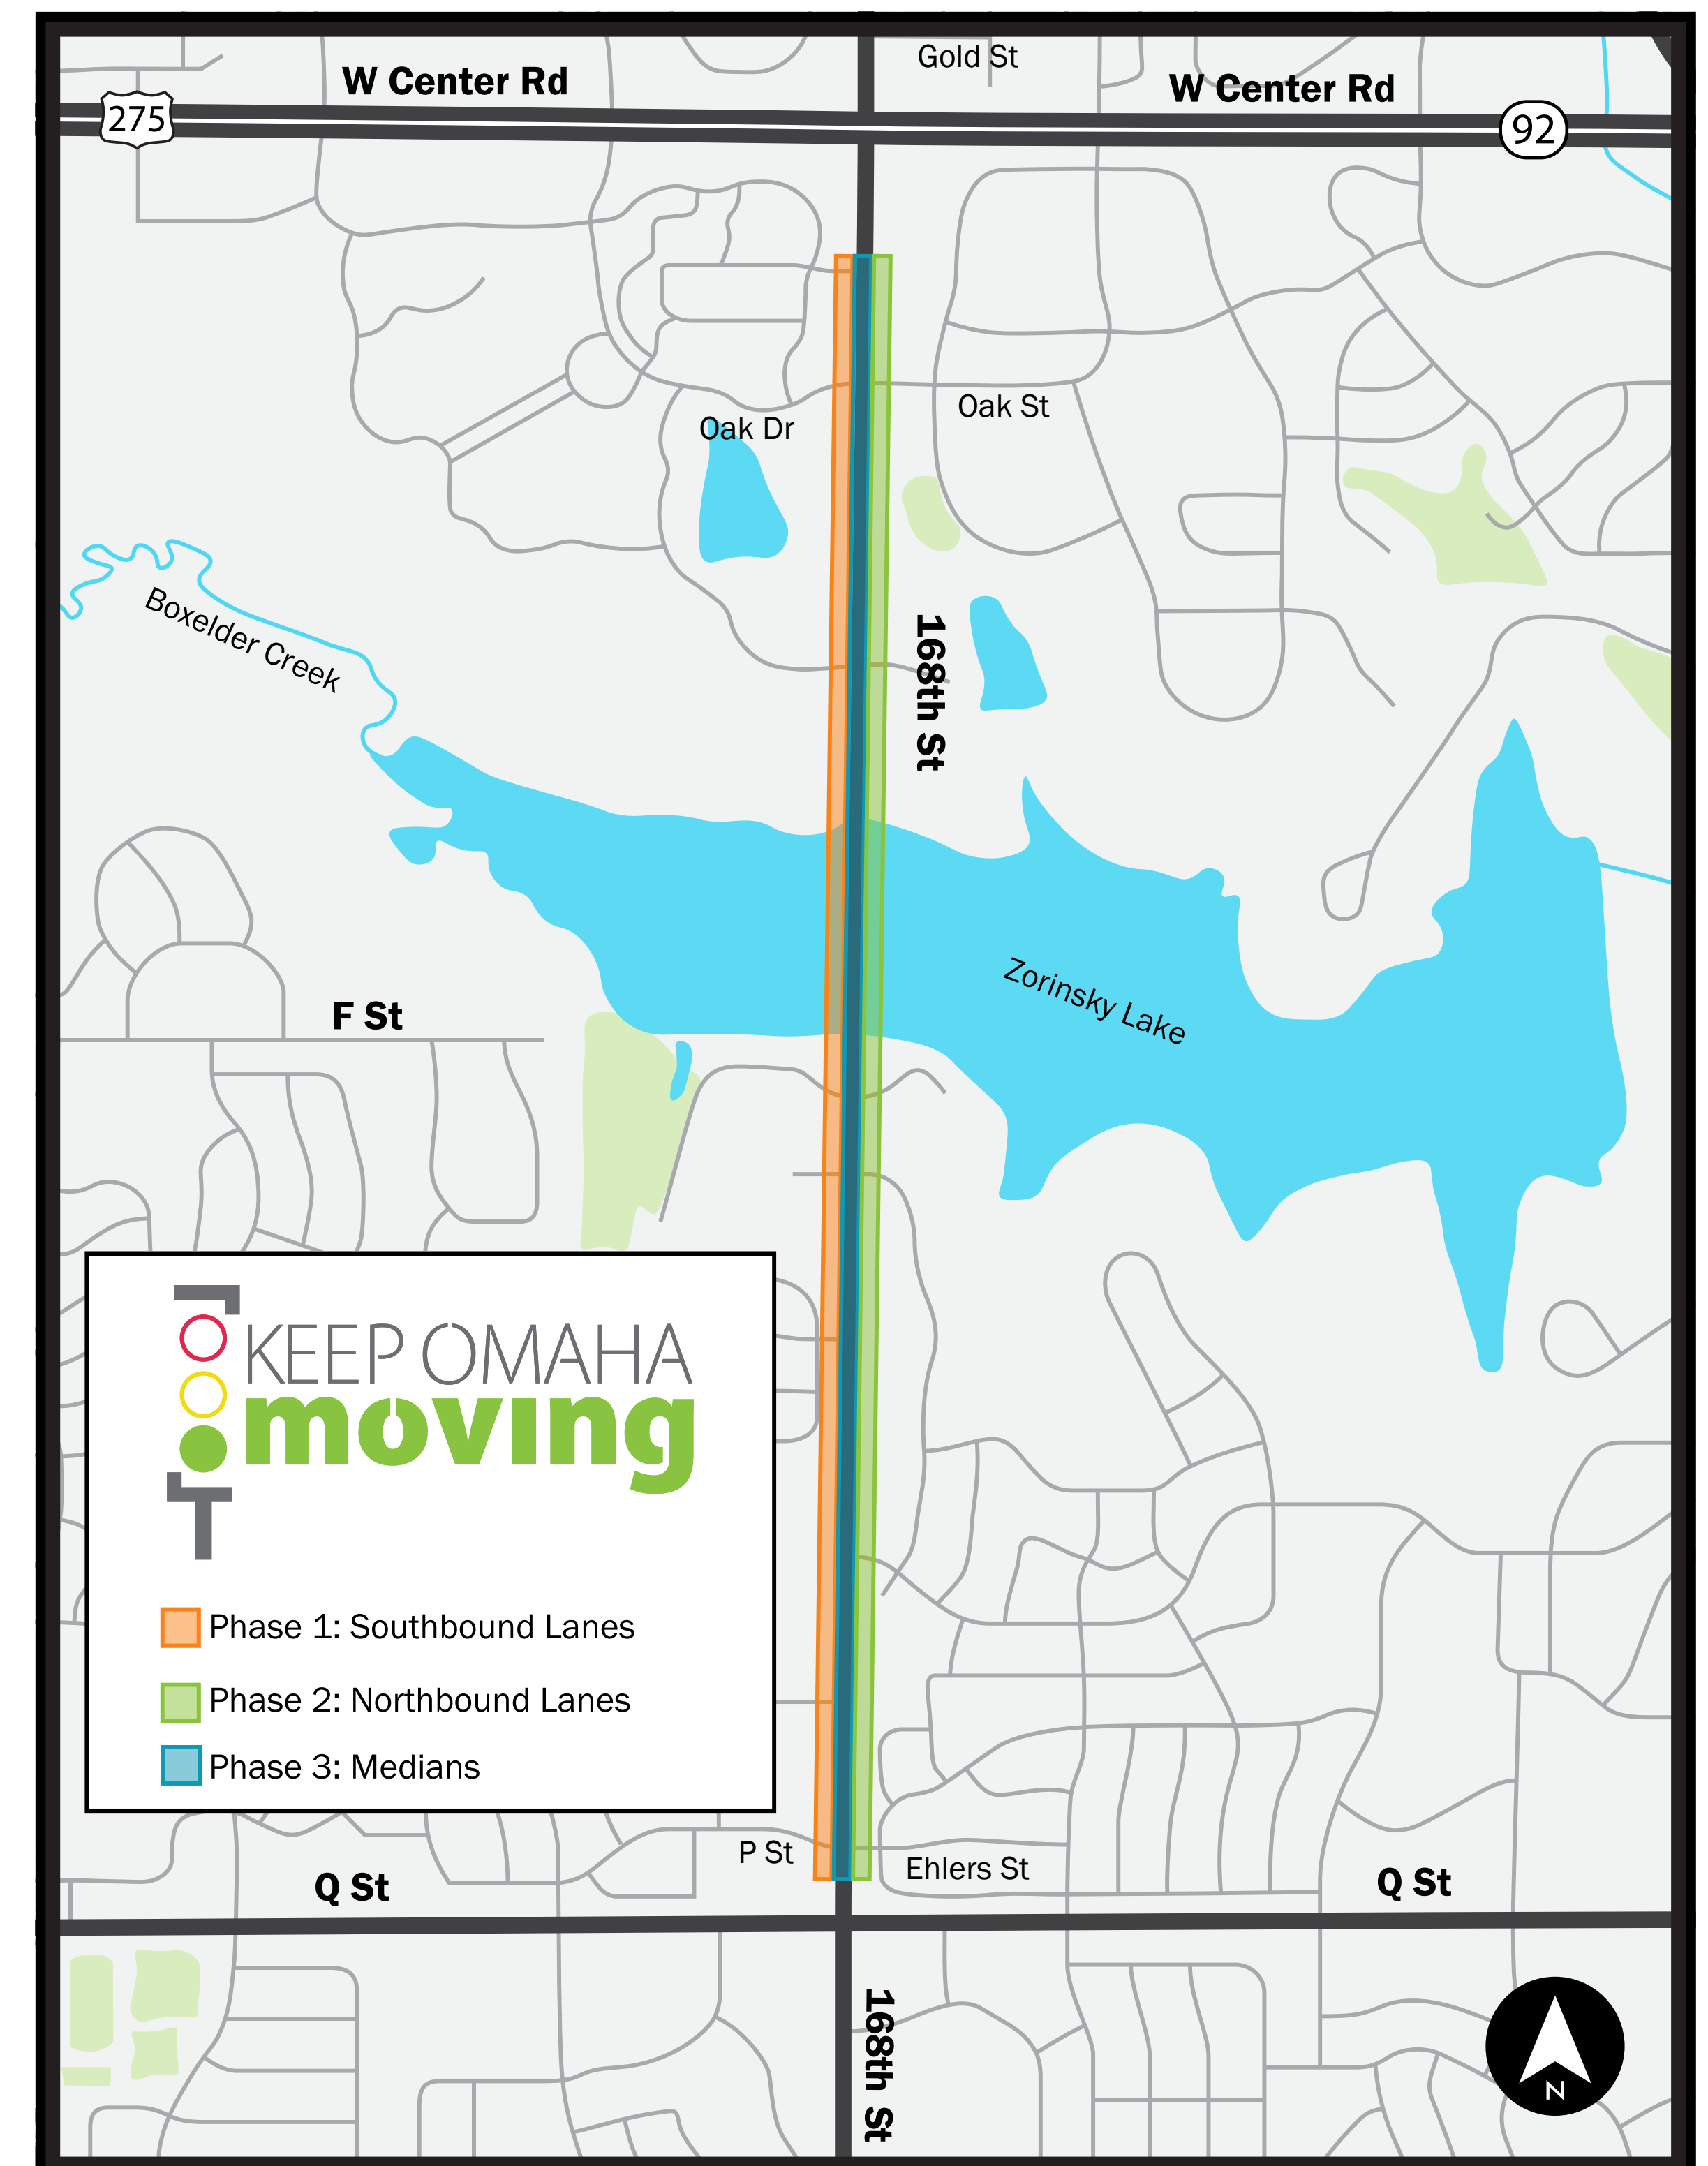 Gold St
W Center Rd
W Center Rd
275
92
Oak St
Oak Dr
Boxelder Creek
168th St
Zorinsky Lake
F St
KEEP OMAHA
moving
Phase 1: Southbound Lanes
Phase 2: Northbound Lanes
Phase 3: Medians
P St
Ehlers St
Q St
Q St
168th St
N